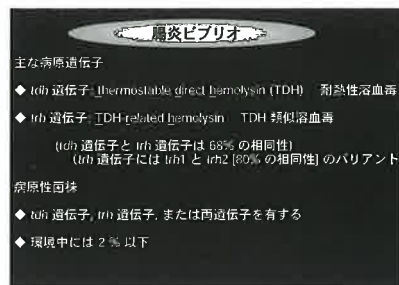 腸炎ビブリオ
主な病原遺伝子
◆ tdh 遺伝子: thermostable direct hemolysin (TDH) 耐熱性溶血毒
◆ trh 遺伝子: TDH-related hemolysin TDH 類似溶血毒
(tdh 遺伝子と trh 遺伝子は 68% の相同性)
(trh 遺伝子には trh1 と trh2 [80% の相同性] のバリアント
病原性菌株
◆ tdh 遺伝子, trh 遺伝子, または両遺伝子を有する
◆ 環境中には 2 % 以下